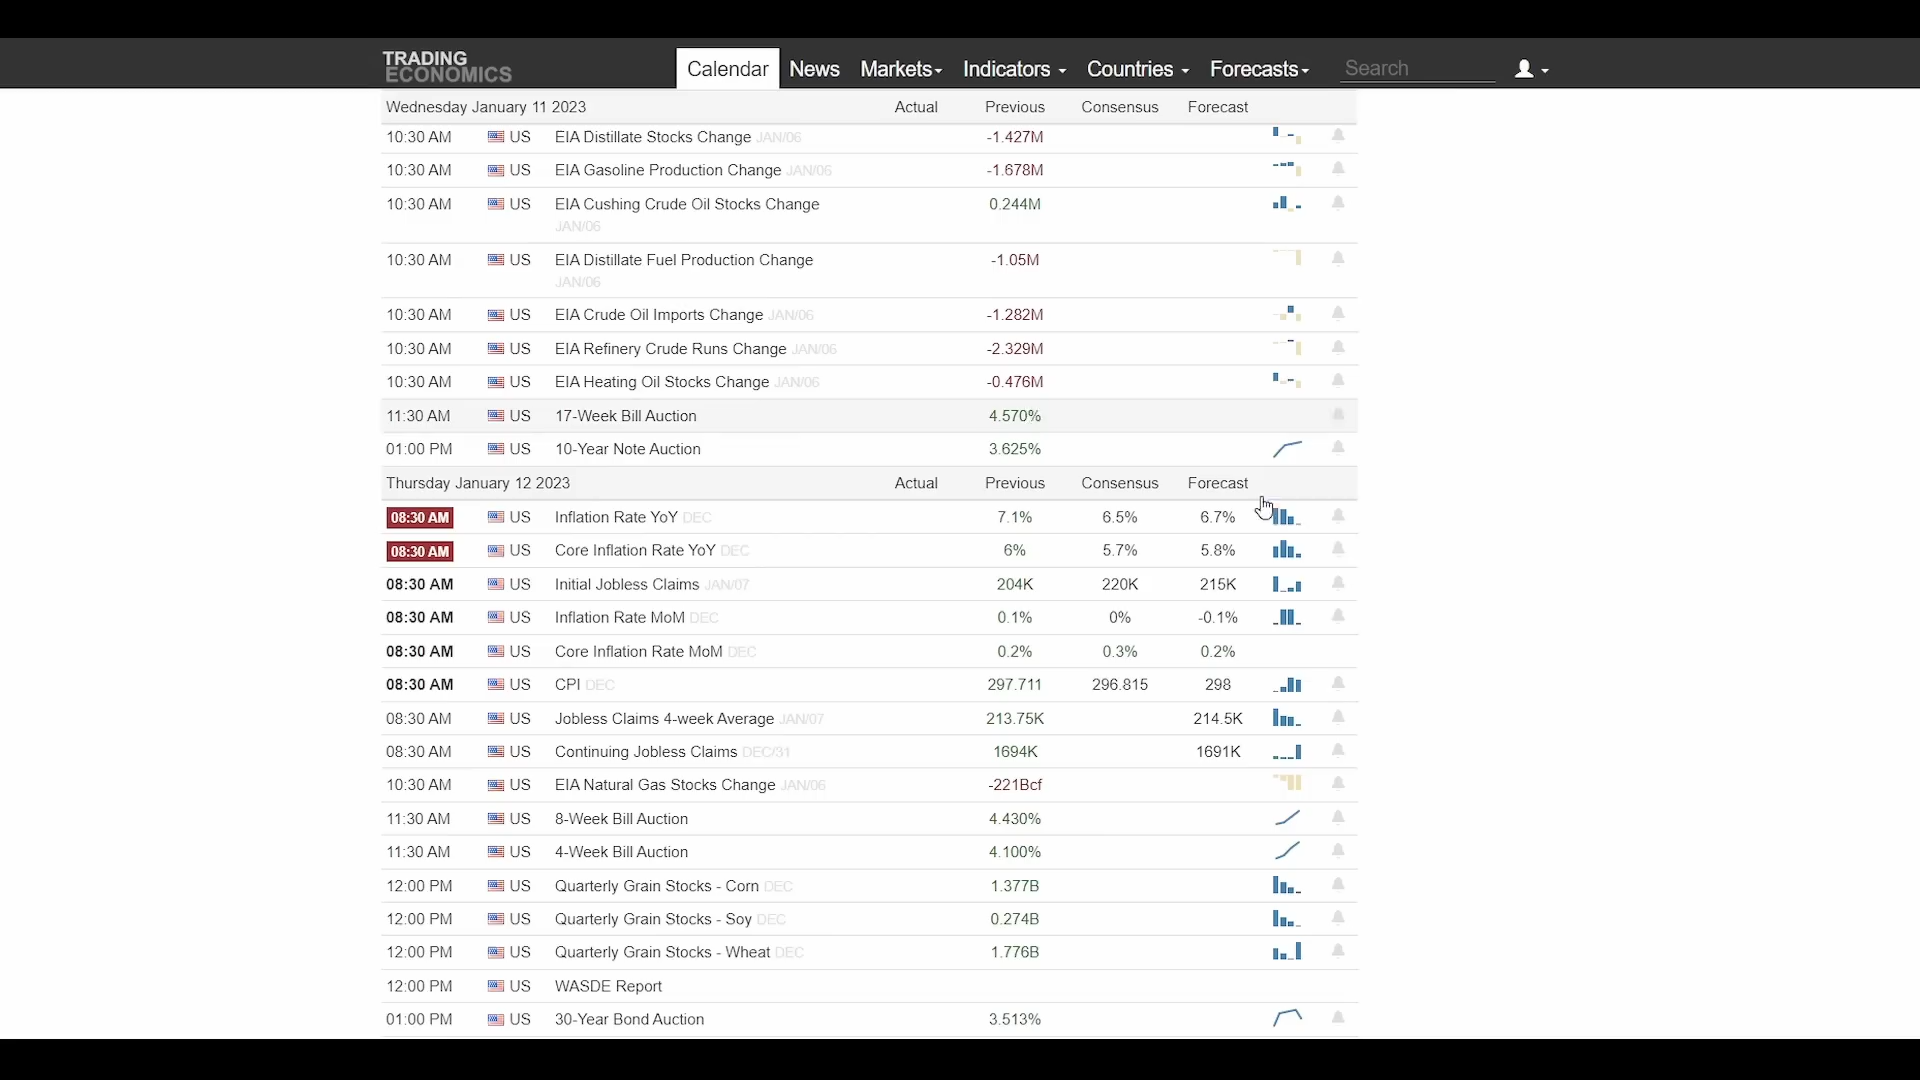 TRADING
ECONOMICS
Calendar News Markets Indicators Countries Forecasts Search
Wednesday January 11 2023 Actual Previous Consensus Forecast
10:30 AM US EIA Distillate Stocks Change JAN/06 -1.427M
10:30 AM US EIA Gasoline Production Change JAN/06 -1.678M
10:30 AM US EIA Cushing Crude Oil Stocks Change 0.244M
JAN/06
10:30 AM US EIA Distillate Fuel Production Change -1.05M
JAN/06
10:30 AM US EIA Crude Oil Imports Change JAN/06 -1.282M
10:30 AM US EIA Refinery Crude Runs Change JAN/06 -2.329M
10:30 AM US EIA Heating Oil Stocks Change JAN/06 -0.476M
11:30 AM US 17-Week Bill Auction 4.570%
01:00 PM US 10-Year Note Auction 3.625%
Thursday January 12 2023 Actual Previous Consensus Forecast
08:30 AM US Inflation Rate YoY DEC 7.1% 6.5% 6.7%
08:30 AM US Core Inflation Rate YoY DEC 6% 5.7% 5.8%
08:30 AM US Initial Jobless Claims JAN/07 204K 220K 215K
08:30 AM US Inflation Rate MoM DEC 0.1% 0% -0.1%
08:30 AM US Core Inflation Rate MoM DEC 0.2% 0.3% 0.2%
08:30 AM US CPI DEC 297.711 296.815 298
08:30 AM US Jobless Claims 4-week Average JAN/07 213.75K 214.5K
08:30 AM US Continuing Jobless Claims DEC/31 1694K 1691K
10:30 AM US EIA Natural Gas Stocks Change JAN/06 -221Bcf
11:30 AM US 8-Week Bill Auction 4.430%
11:30 AM US 4-Week Bill Auction 4.100%
12:00 PM US Quarterly Grain Stocks - Corn DEC 1.377B
12:00 PM US Quarterly Grain Stocks - Soy DEC 0.274B
12:00 PM US Quarterly Grain Stocks - Wheat DEC 1.776B
12:00 PM US WASDE Report
01:00 PM US 30-Year Bond Auction 3.513%